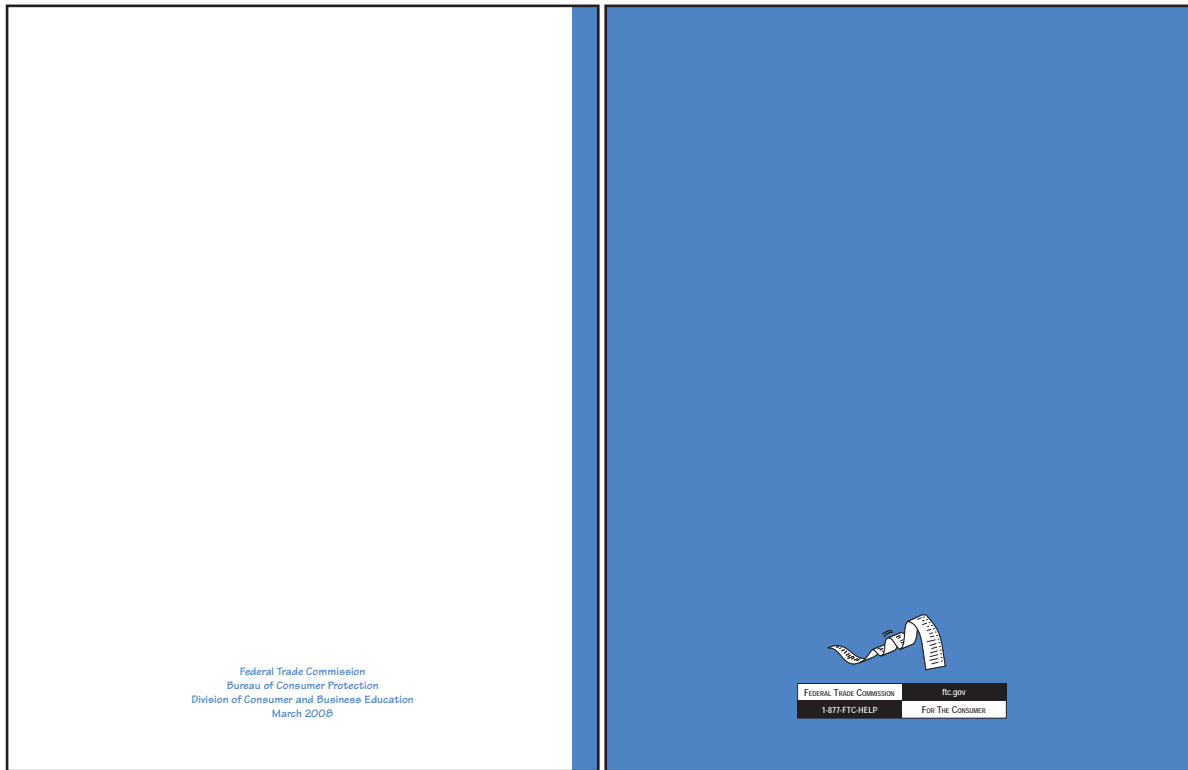 Federal Trade Commission
Bureau of Consumer Protection
Division of Consumer and Business Education
March 2008
FEDERAL TRADE COMMISSION ftc.gov
1-877-FTC-HELP FOR THE CONSUMER